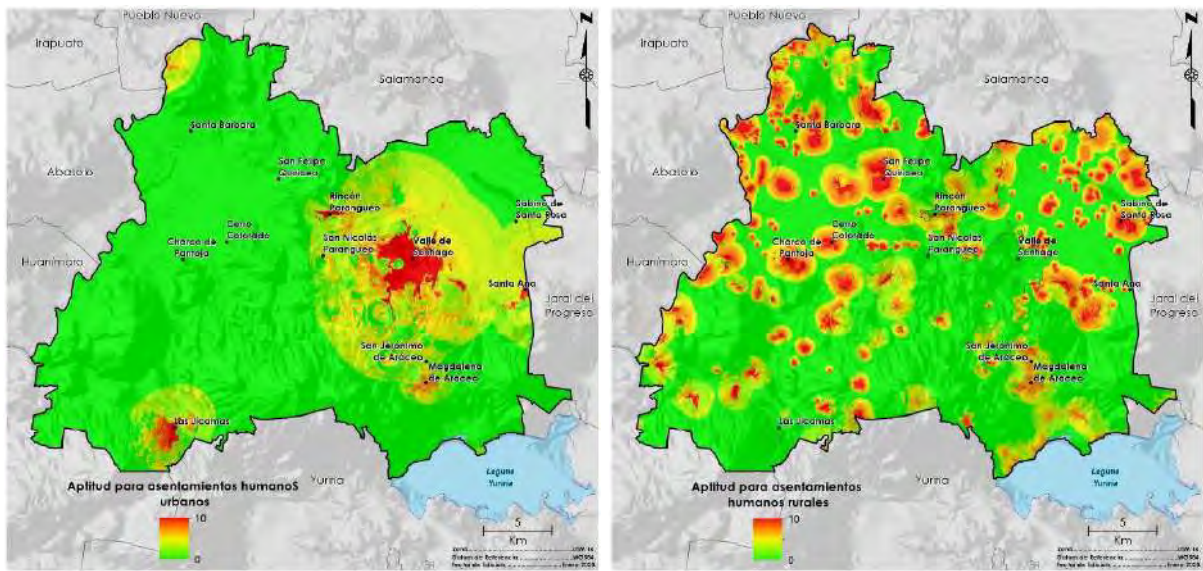 Pueblo Nuevo
Irapuato
Salamanca
Santa Barbara
Abasolo
San Felipe
Quiriceo
Rincón
Parangueo
Sabino de
Santa Rosa
Cerro
Colorado
Charco de
Pantoja
San Nicolás
Parangueo
Valle de
Santiago
Huanímaro
Santa Ana
Jaral del
Progreso
San Jerónimo
de Araceo
Magdalena
de Araceo
Las Jicamas
Laguna
Yuriria
Yuriria
Aptitud para asentamientos humanoS
urbanos
10
0
5
Km
N
Pueblo Nuevo
Irapuato
Salamanca
Santa Barbara
Abasolo
San Felipe
Quiriceo
Rincón
Parangueo
Sabino de
Santa Rosa
Cerro
Colorado
Charco de
Pantoja
San Nicolás
Parangueo
Valle de
Santiago
Huanímaro
Santa Ana
Jaral del
Progreso
San Jerónimo
de Araceo
Magdalena
de Araceo
Las Jicamas
Laguna
Yuriria
Yuriria
Aptitud para asentamientos
humanos rurales
10
0
5
Km
N